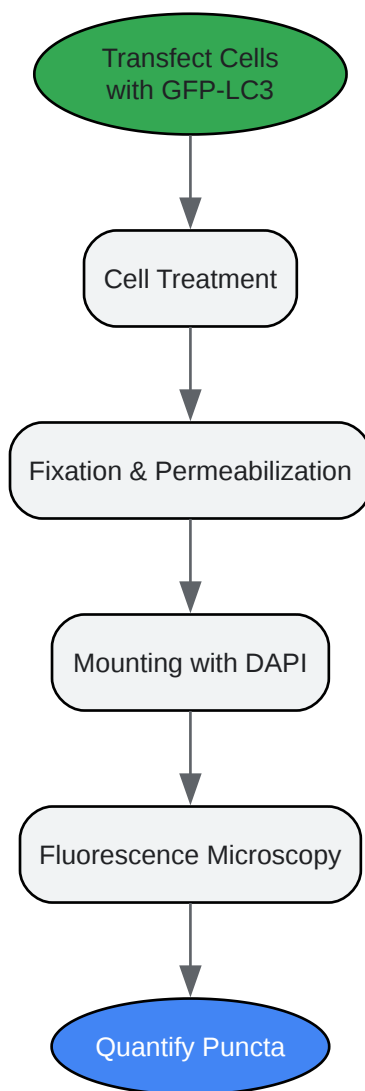 Transfect Cells
with GFP-LC3
Cell Treatment
Fixation & Permeabilization
Mounting with DAPI
Fluorescence Microscopy
Quantify Puncta